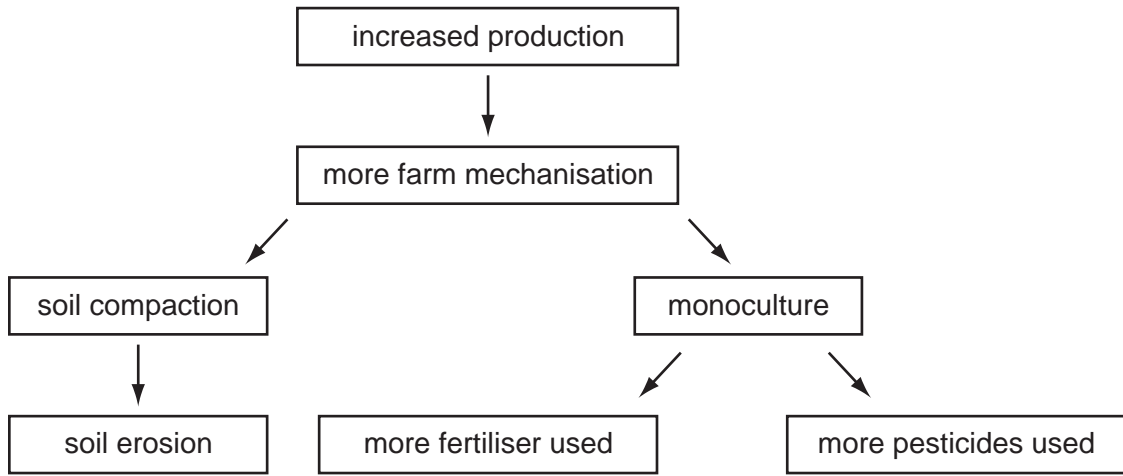 increased production
more farm mechanisation
soil compaction
monoculture
soil erosion
more fertiliser used
more pesticides used